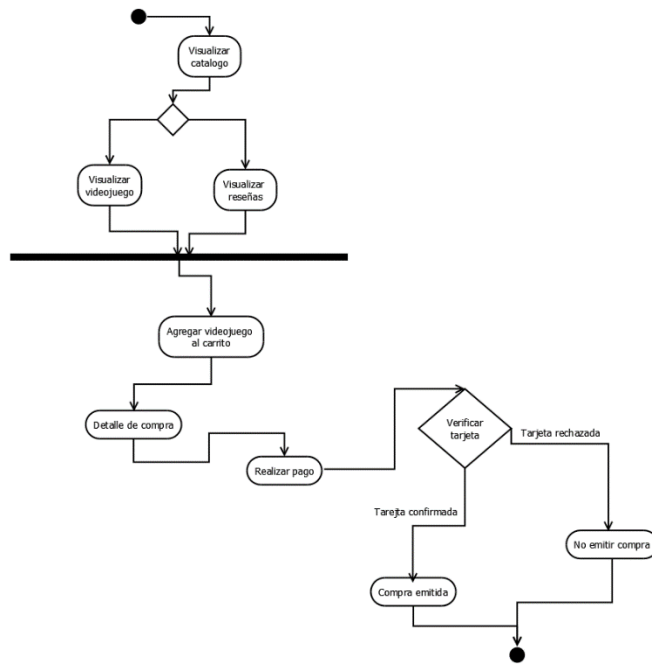 Visualizar
catalogo
Visualizar
videojuego
Visualizar
reseñas
Agregar videojuego
al carrito
Detalle de compra
Realizar pago
Verificar
tarjeta
Tarjeta rechazada
Tarejta confirmada
No emitir compra
Compra emitida